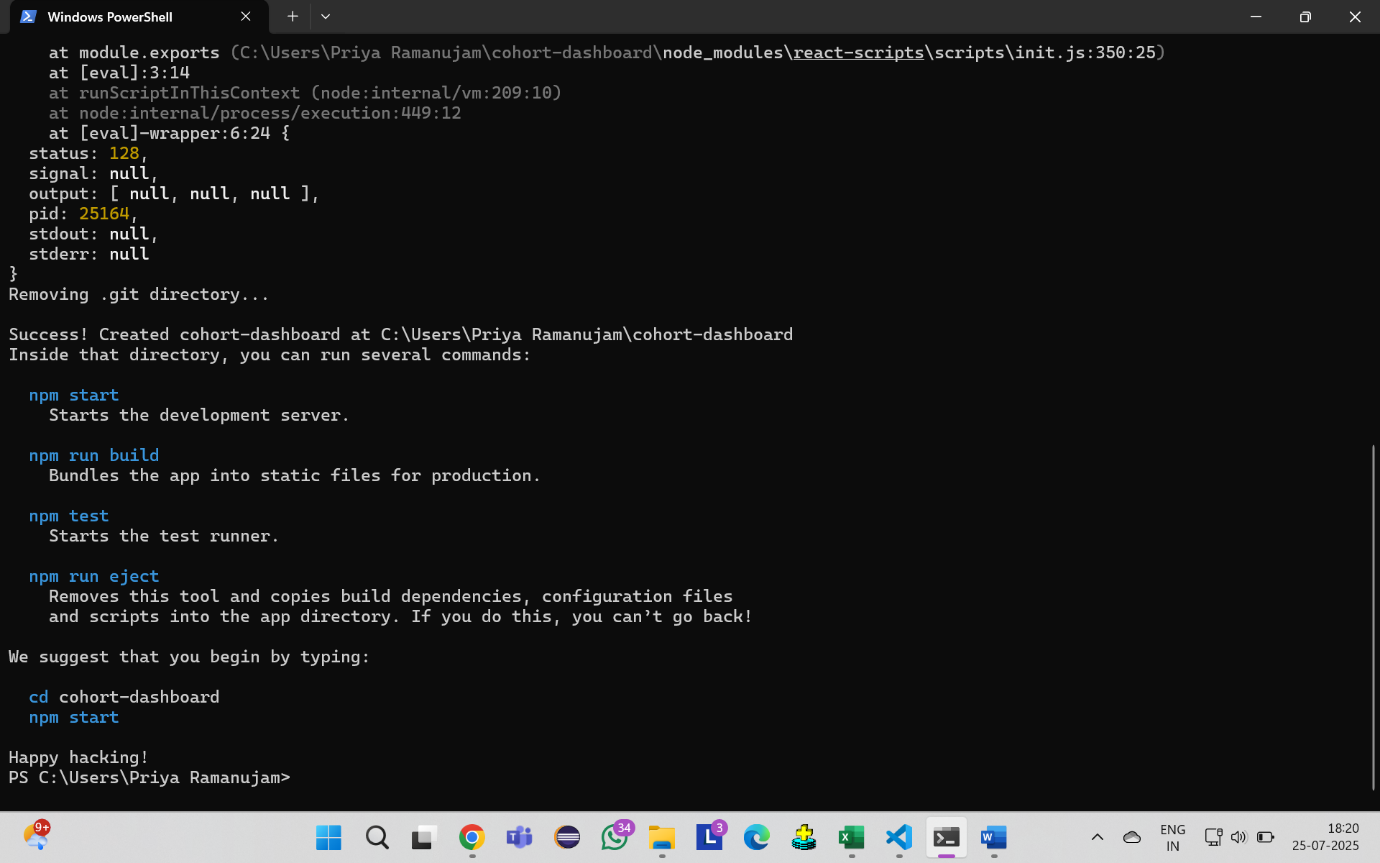 Windows PowerShell
at module.exports (C:\Users\Priya Ramanujam\cohort-dashboard\node_modules\react-scripts\scripts\init.js:350:25)
at [eval]:3:14
at runScriptInThisContext (node:internal/vm:209:10)
at node:internal/process/execution:449:12
at [eval]-wrapper:6:24 {
status: 128,
signal: null,
output: [ null, null, null ],
pid: 25164,
stdout: null,
stderr: null
}
Removing .git directory...
Success! Created cohort-dashboard at C:\Users\Priya Ramanujam\cohort-dashboard
Inside that directory, you can run several commands:
npm start
Starts the development server.
npm run build
Bundles the app into static files for production.
npm test
Starts the test runner.
npm run eject
Removes this tool and copies build dependencies, configuration files
and scripts into the app directory. If you do this, you can’t go back!
We suggest that you begin by typing:
cd cohort-dashboard
npm start
Happy hacking!
PS C:\Users\Priya Ramanujam>
9+
T
34
L
3
X
W
ENG
IN
18:20
25-07-2025